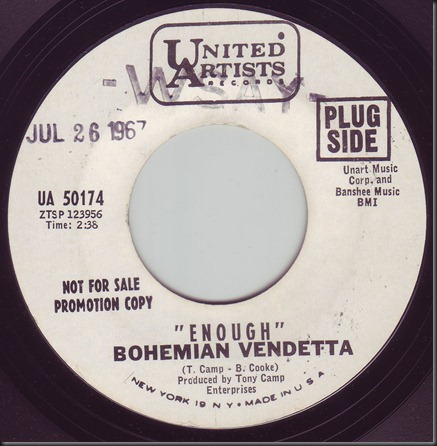 UNITED
ARTISTS
RECORDS
-WSAY-
JUL 26 1967
PLUG
SIDE
UA 50174
ZTSP 123956
Time: 2:38
Unart Music
Corp. and
Banshee Music
BMI
NOT FOR SALE
PROMOTION COPY
"ENOUGH"
BOHEMIAN VENDETTA
(T. Camp - B. Cooke)
Produced by Tony Camp
Enterprises
NEW YORK 19 N Y • MADE IN U S A